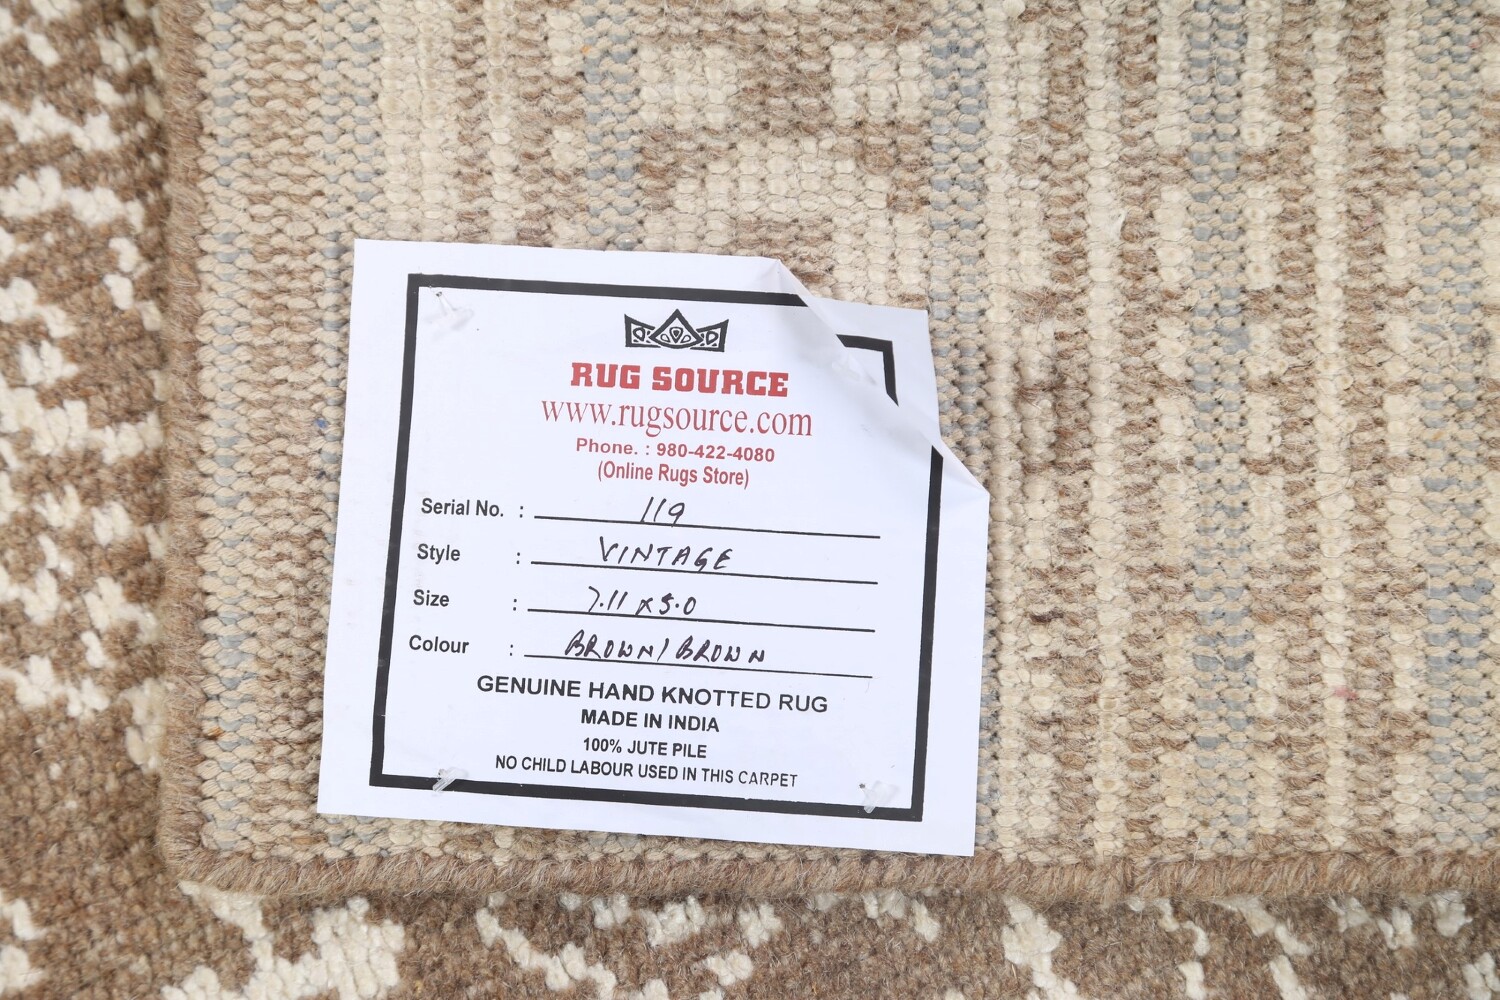 RUG SOURCE
www.rugsource.com
Phone. : 980-422-4080
(Online Rugs Store)
Serial No. : 119
Style : VINTAGE
Size : 7.11 x 5.0
Colour : BROWN/BROWN
GENUINE HAND KNOTTED RUG
MADE IN INDIA
100% JUTE PILE
NO CHILD LABOUR USED IN THIS CARPET